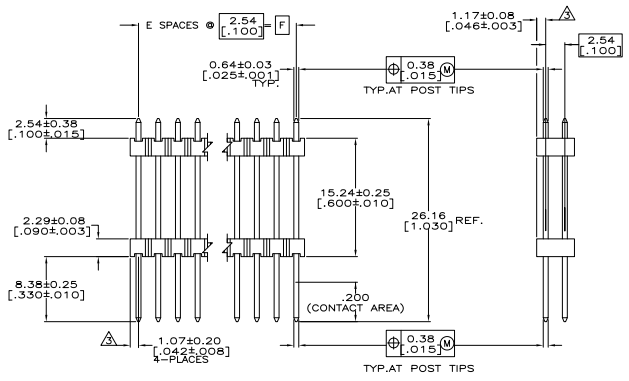 E SPACES @ 2.54 = F
[.100]
1.17±0.08
[.046±.003]
3
2.54
[.100]
0.64±0.03
[.025±.001]
TYP.
0.38 M
[.015]
TYP.AT POST TIPS
2.54±0.38
[.100±.015]
15.24±0.25
[.600±.010]
26.16 REF.
[1.030]
2.29±0.08
[.090±.003]
8.38±0.25
[.330±.010]
.200
(CONTACT AREA)
3
1.07±0.20
[.042±.008]
4-PLACES
0.38 M
[.015]
TYP.AT POST TIPS